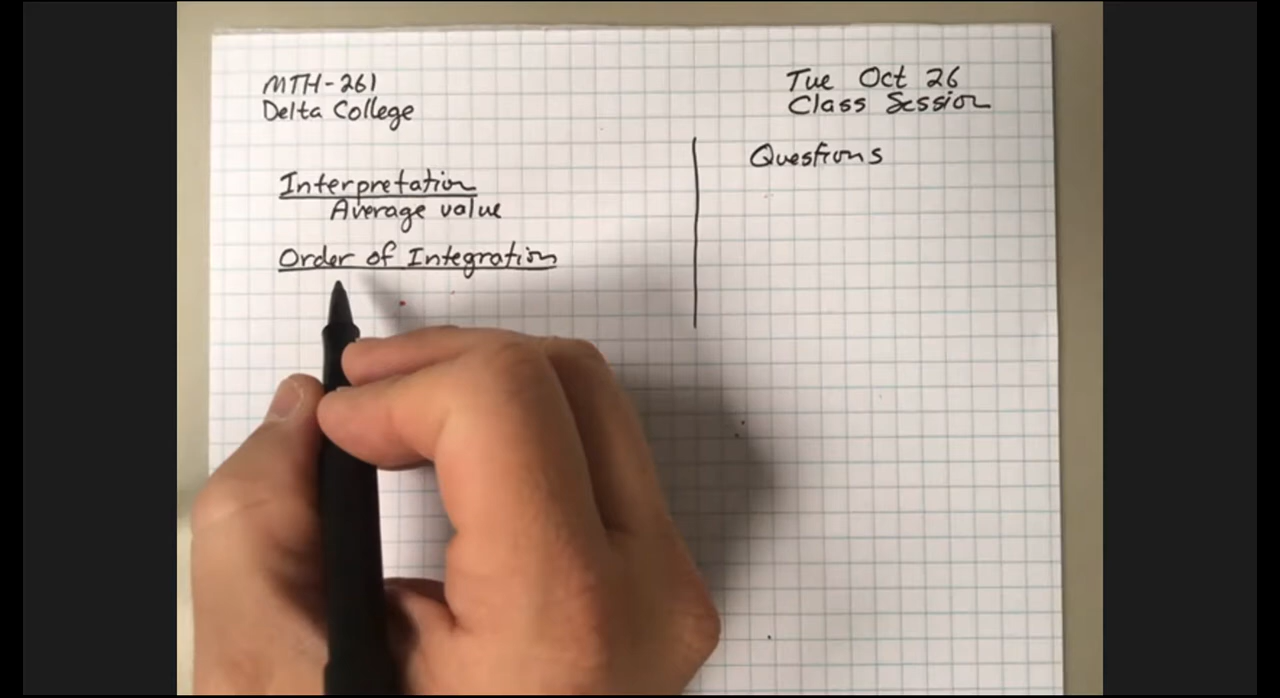 MTH-261
Delta College
Tue Oct 26
Class Session
Interpretation
Average value
Order of Integration
Questions